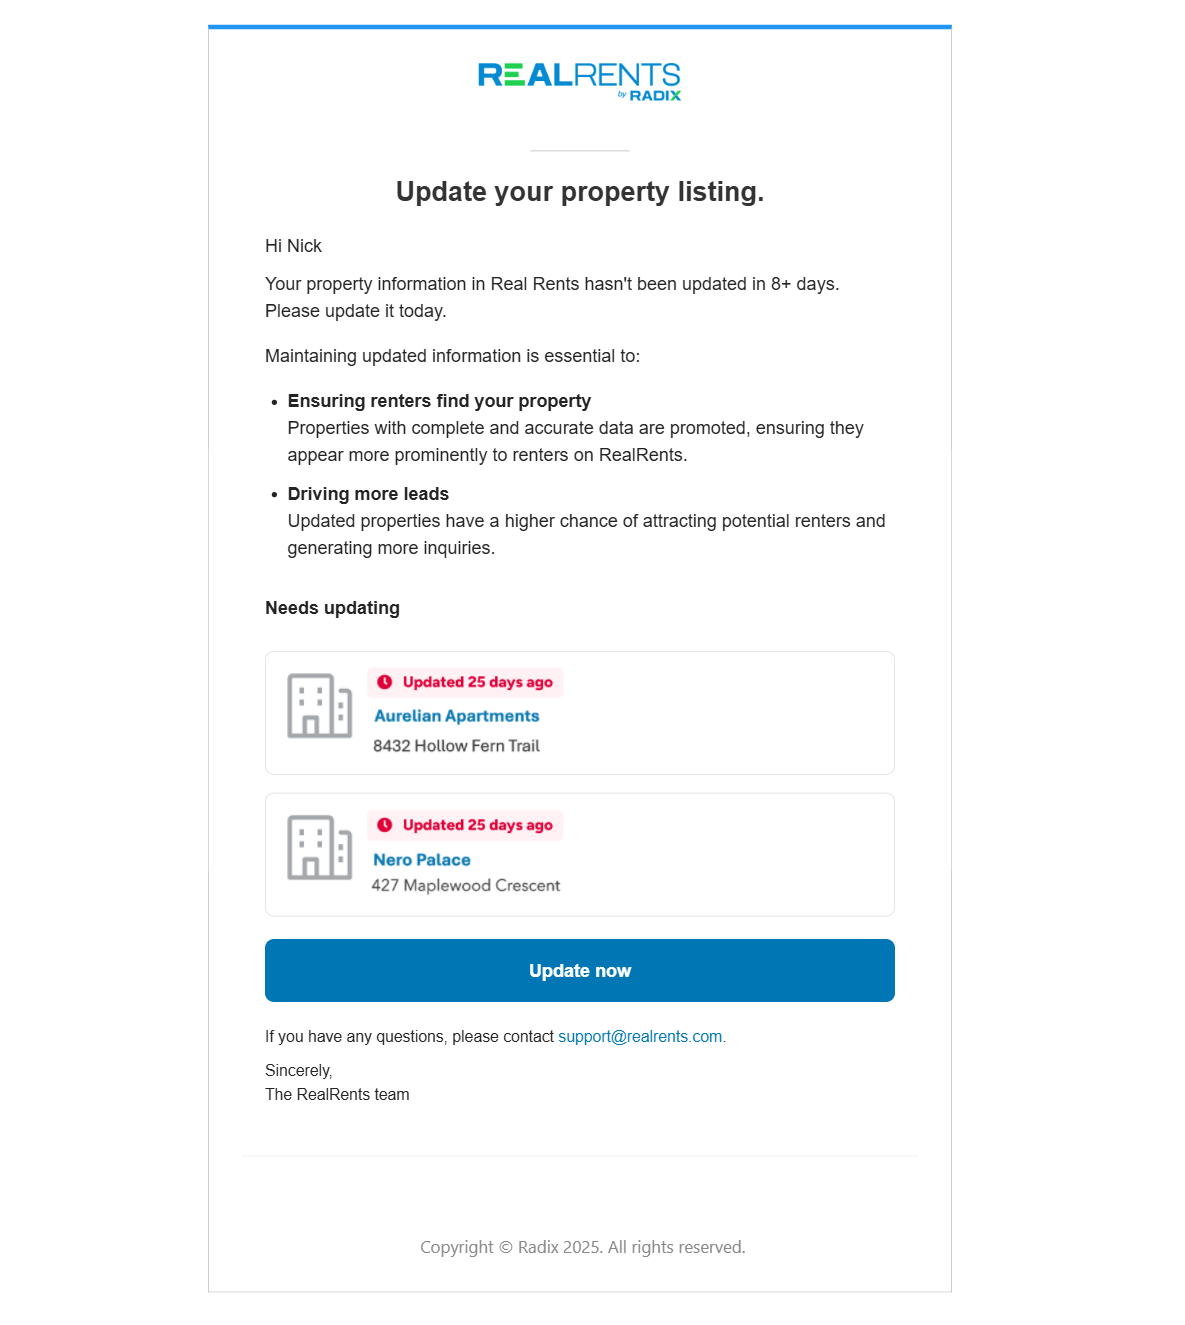 REALRENTS
by RADIX
Update your property listing.
Hi Nick
Your property information in Real Rents hasn't been updated in 8+ days.
Please update it today.
Maintaining updated information is essential to:
• Ensuring renters find your property
Properties with complete and accurate data are promoted, ensuring they
appear more prominently to renters on RealRents.
• Driving more leads
Updated properties have a higher chance of attracting potential renters and
generating more inquiries.
Needs updating
Updated 25 days ago
Aurelian Apartments
8432 Hollow Fern Trail
Updated 25 days ago
Nero Palace
427 Maplewood Crescent
Update now
If you have any questions, please contact support@realrents.com.
Sincerely,
The RealRents team
Copyright © Radix 2025. All rights reserved.